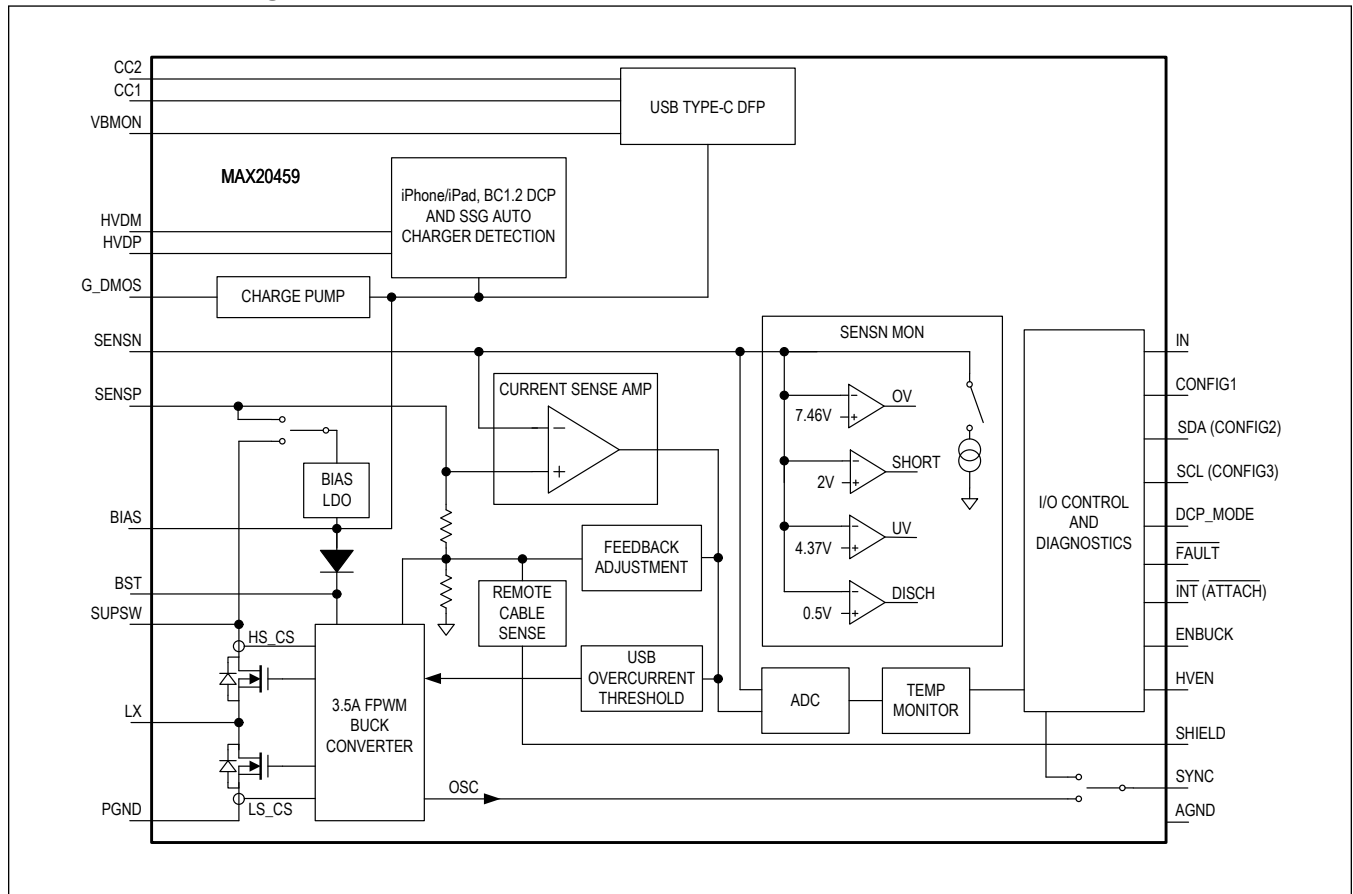 CC2
CC1
VBMON
USB TYPE-C DFP
MAX20459
iPhone/iPad, BC1.2 DCP
AND SSG AUTO
CHARGER DETECTION
HVDM
HVDP
G_DMOS
CHARGE PUMP
SENSN
SENSP
CURRENT SENSE AMP
−
+
BIAS
LDO
BIAS
BST
SUPSW
HS_CS
LX
LS_CS
PGND
3.5A FPWM
BUCK
CONVERTER
REMOTE
CABLE
SENSE
FEEDBACK
ADJUSTMENT
USB
OVERCURRENT
THRESHOLD
OSC
SENSN MON
−
7.46V +
OV
−
2V +
SHORT
−
4.37V +
UV
−
0.5V +
DISCH
ADC
TEMP
MONITOR
I/O CONTROL
AND
DIAGNOSTICS
IN
CONFIG1
SDA (CONFIG2)
SCL (CONFIG3)
DCP_MODE
FAULT
INT (ATTACH)
ENBUCK
HVEN
SHIELD
SYNC
AGND